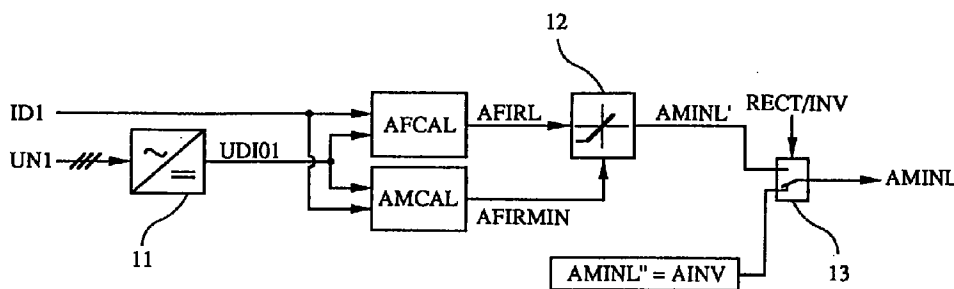 12
ID1
AFCAL
AFIRL
AMINL'
RECT/INV
UN1
UDI01
AMCAL
AFIRMIN
AMINL
11
AMINL" = AINV
13